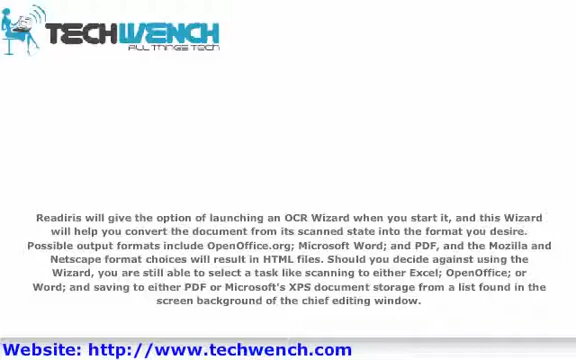 TECHWENCH
ALL THINGS TECH
Readiris will give the option of launching an OCR Wizard when you start it, and this Wizard
will help you convert the document from its scanned state into the format you desire.
Possible output formats include OpenOffice.org; Microsoft Word; and PDF, and the Mozilla and
Netscape format choices will result in HTML files. Should you decide against using the
Wizard, you are still able to select a task like scanning to either Excel; OpenOffice; or
Word; and saving to either PDF or Microsoft's XPS document storage from a list found in the
screen background of the chief editing window.
Website: http://www.techwench.com